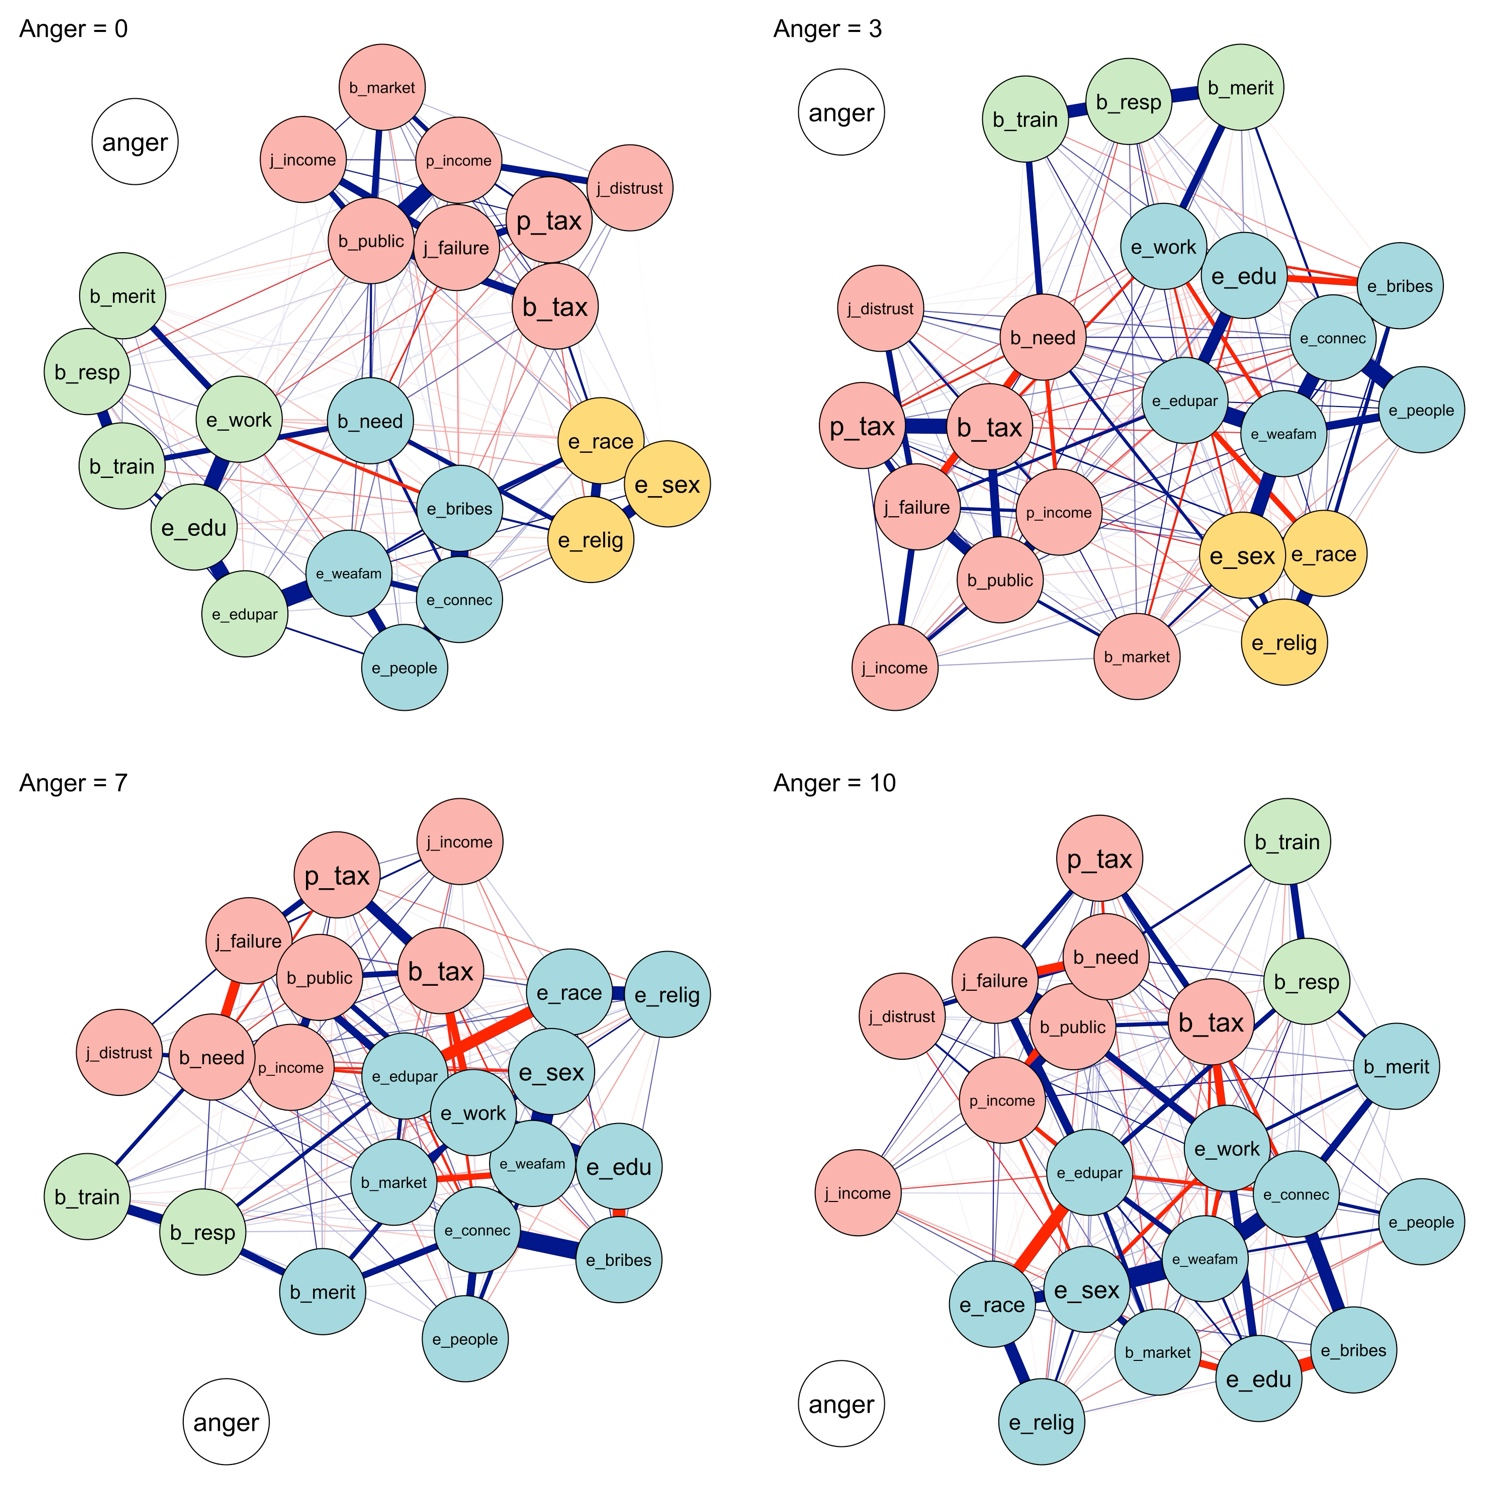 Anger = 0
b_market
anger
j_income
p_income
j_distrust
p_tax
b_public
j_failure
b_merit
b_tax
b_resp
e_work
b_need
e_race
b_train
e_sex
e_bribes
e_edu
e_relig
e_weafam
e_connec
e_edupar
e_people
Anger = 3
b_merit
b_resp
anger
b_train
e_work
e_edu
e_bribes
j_distrust
b_need
e_connec
e_edupar
e_people
p_tax
b_tax
e_weafam
j_failure
p_income
e_sex
e_race
b_public
e_relig
b_market
j_income
Anger = 7
j_income
p_tax
j_failure
b_public
b_tax
e_race
e_relig
j_distrust
b_need
p_income
e_edupar
e_sex
e_work
e_weafam
e_edu
b_market
b_train
b_resp
e_connec
e_bribes
b_merit
e_people
anger
Anger = 10
b_train
p_tax
b_need
j_failure
b_resp
j_distrust
b_public
b_tax
b_merit
p_income
e_work
e_edupar
j_income
e_connec
e_people
e_weafam
e_sex
e_race
e_bribes
b_market
e_edu
anger
e_relig